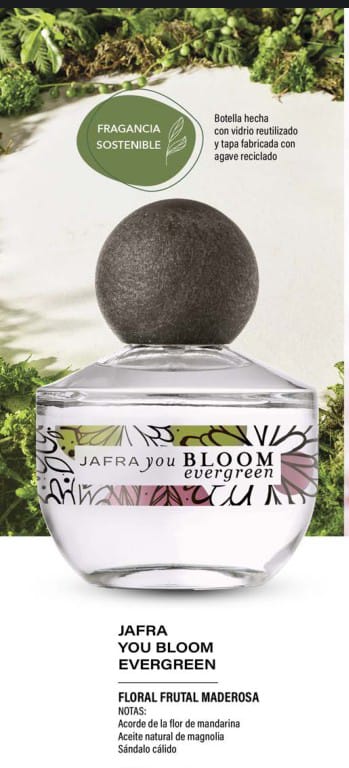 FRAGANCIA
SOSTENIBLE
Botella hecha
con vidrio reutilizado
y tapa fabricada con
agave reciclado
JAFRA you BLOOM
evergreen
JAFRA
YOU BLOOM
EVERGREEN
FLORAL FRUTAL MADEROSA
NOTAS:
Acorde de la flor de mandarina
Aceite natural de magnolia
Sándalo cálido